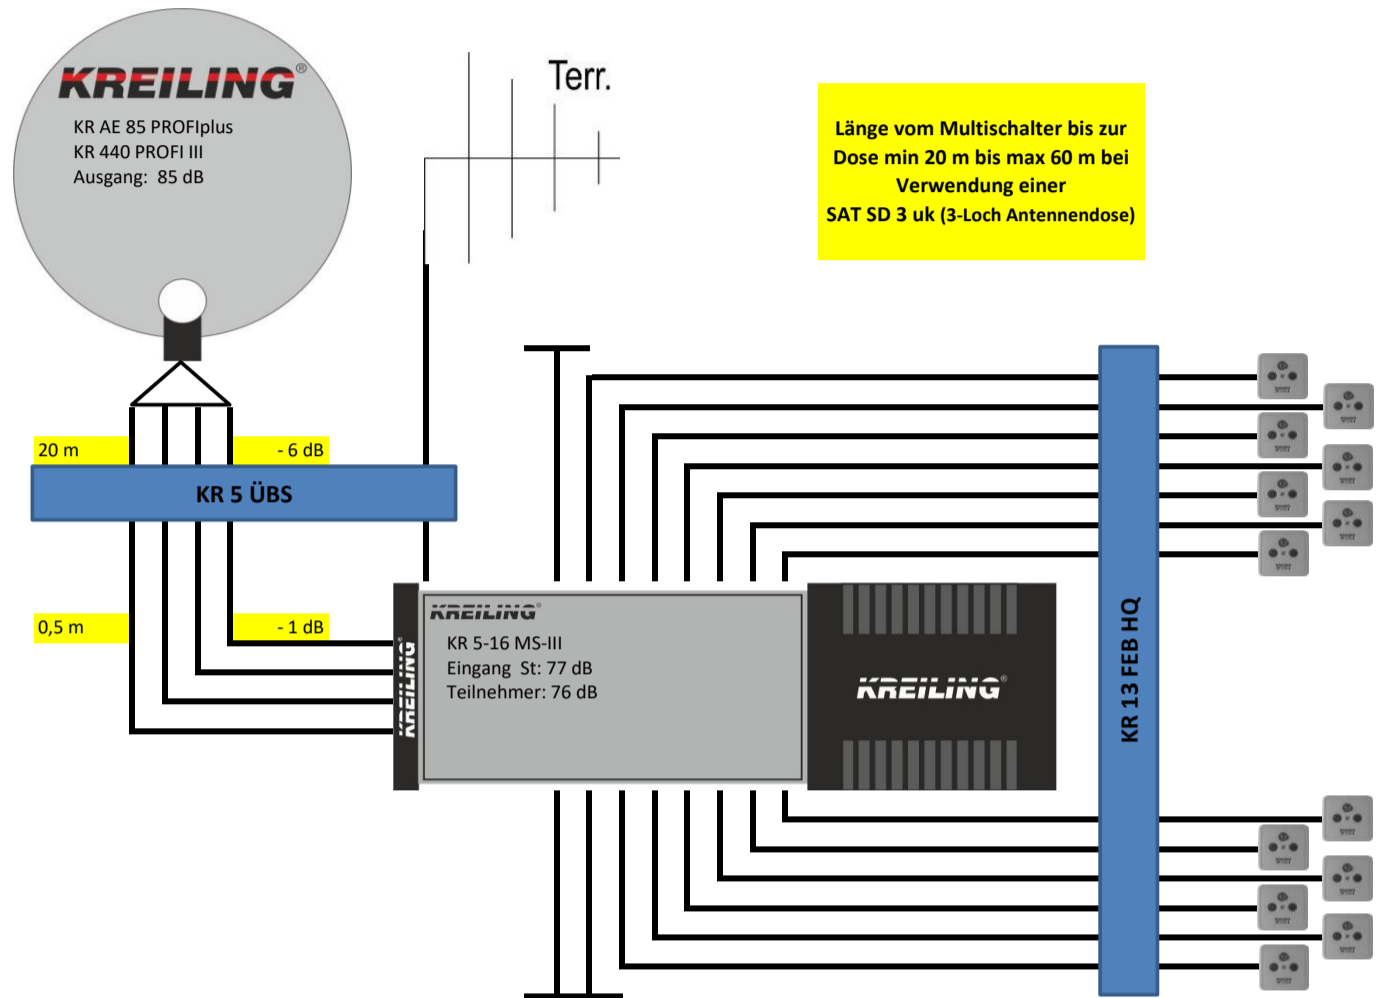 KREILING®
KR AE 85 PROFIplus
KR 440 PROFI III
Ausgang: 85 dB
Terr.
Länge vom Multischalter bis zur
Dose min 20 m bis max 60 m bei
Verwendung einer
SAT SD 3 uk (3-Loch Antennendose)
20 m
- 6 dB
KR 5 ÜBS
0,5 m
- 1 dB
KREILING®
KREILING®
KR 5-16 MS-III
Eingang St: 77 dB
Teilnehmer: 76 dB
KREILING®
KR 13 FEB HQ